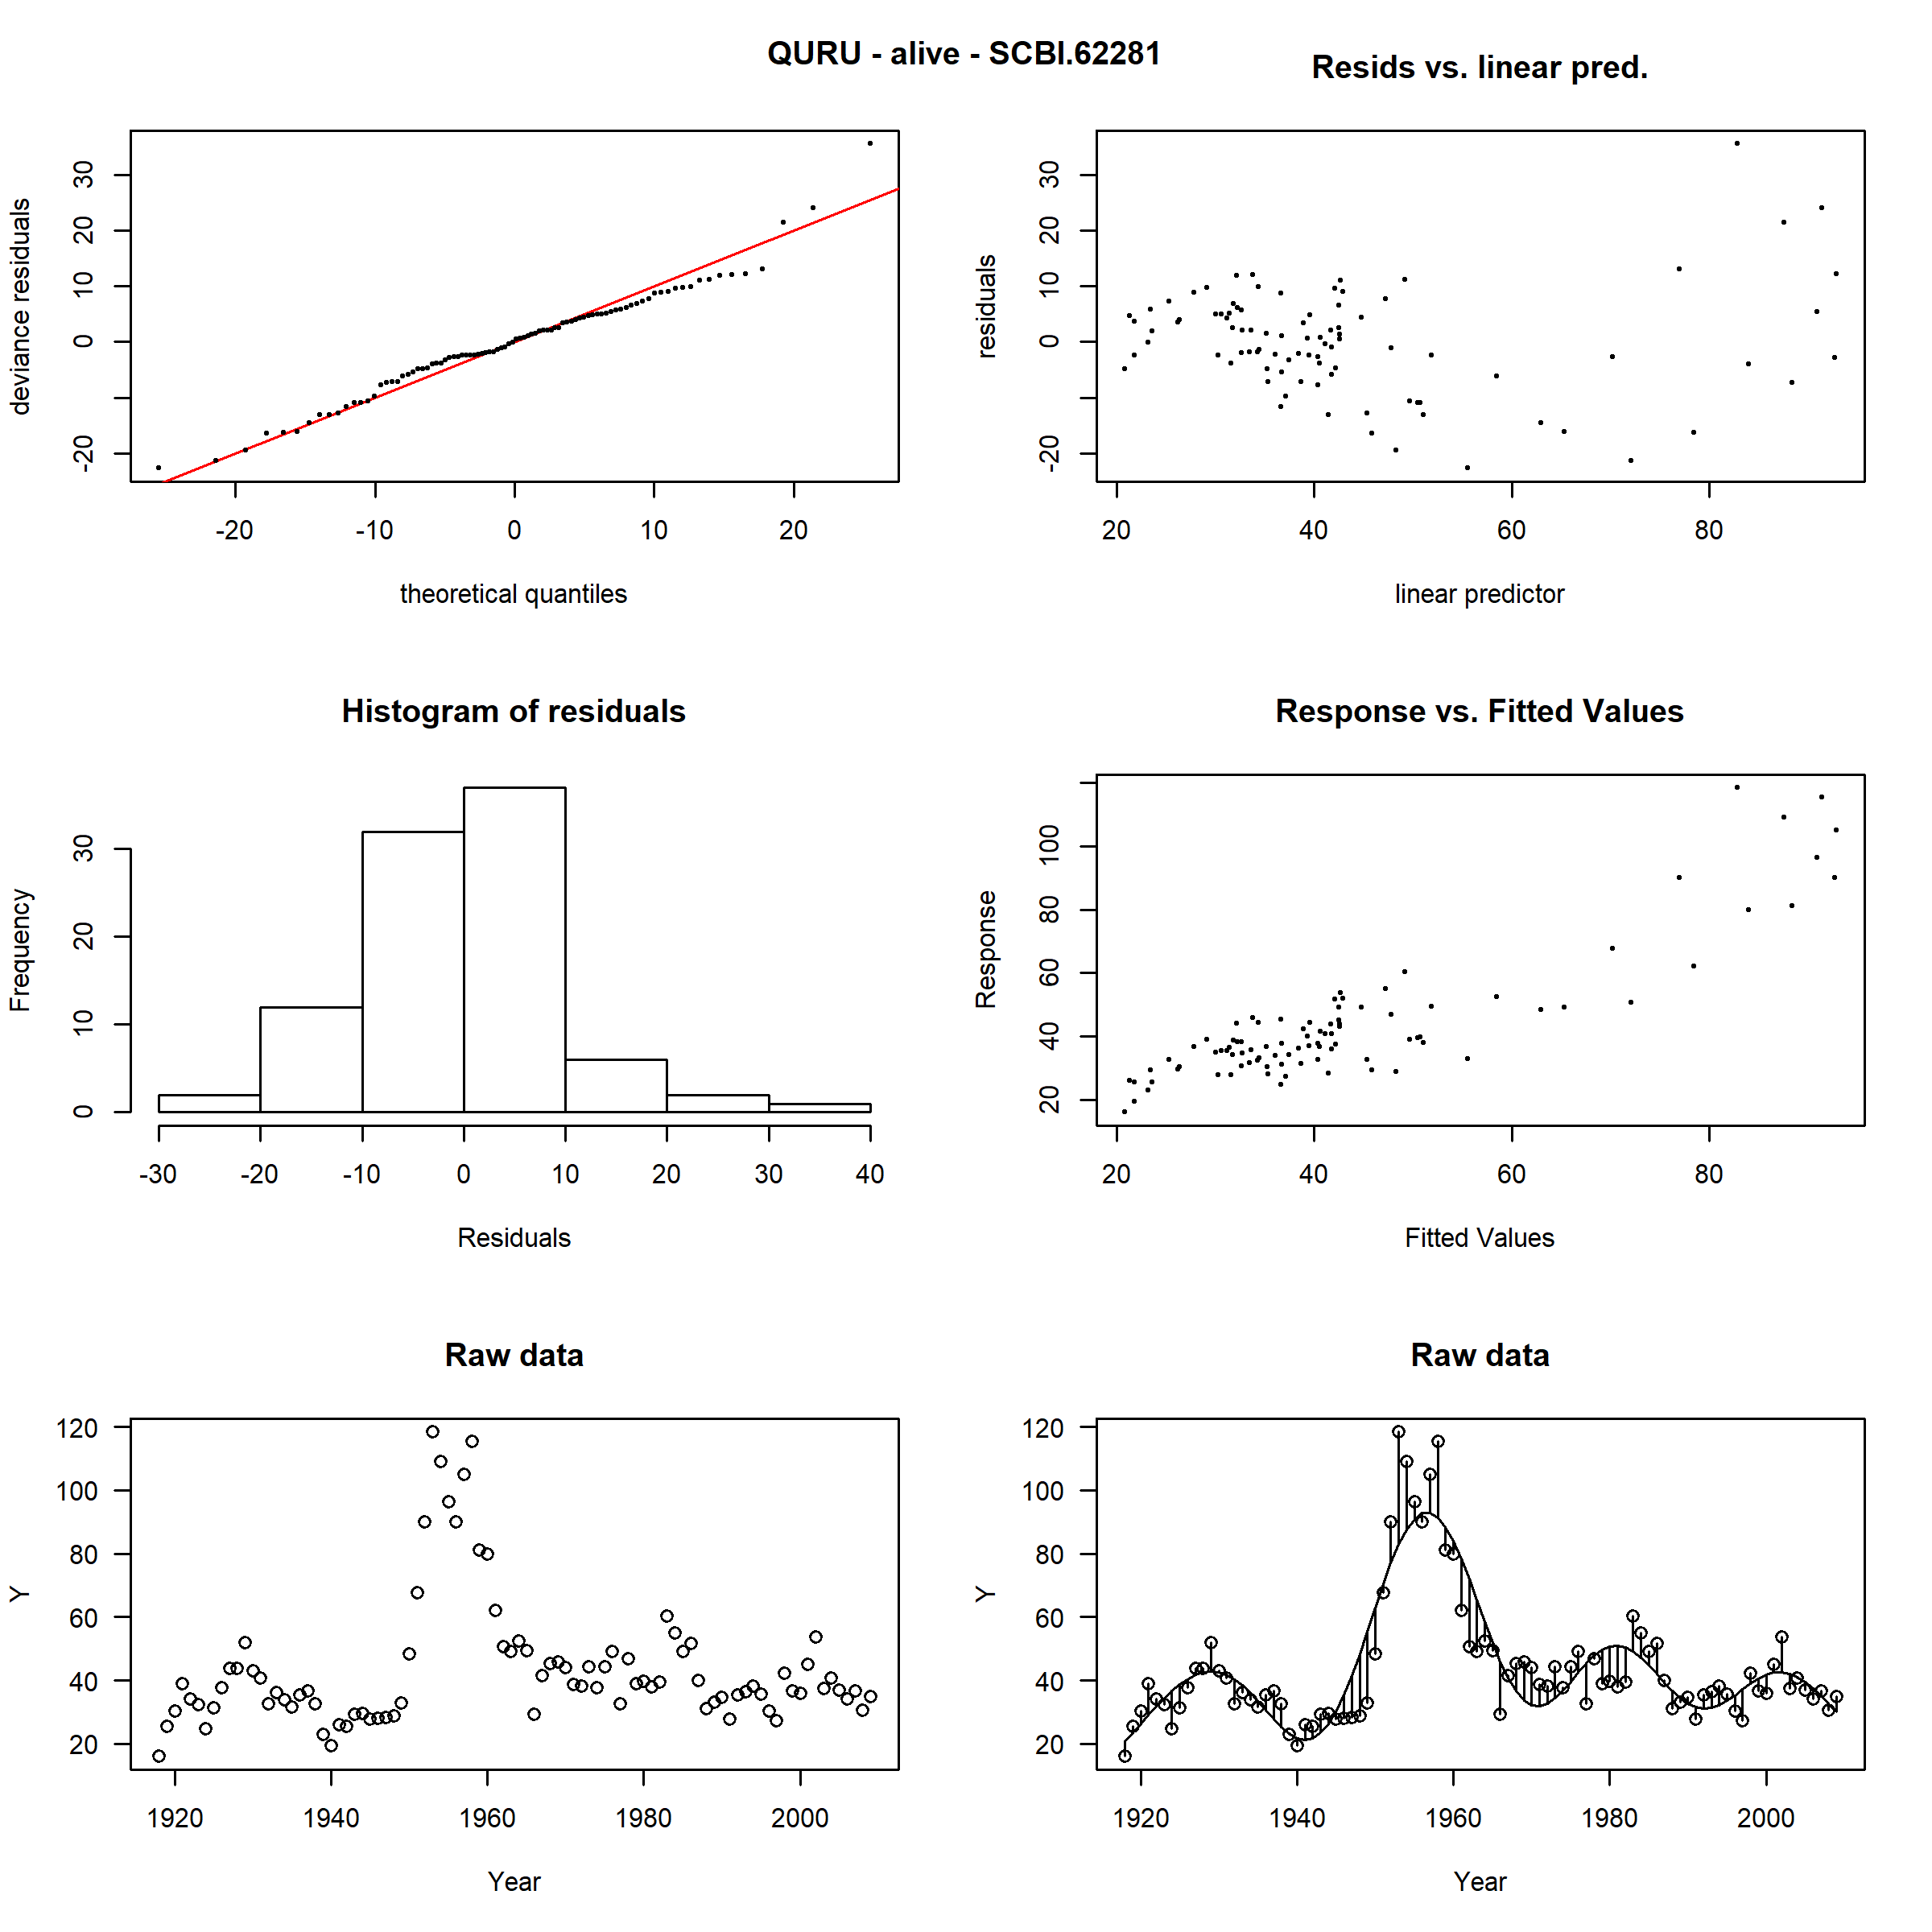 QURU - alive - SCBI.62281
Resids vs. linear pred.
deviance residuals
-20 0 10 20 30
-20 -10 0 10 20
theoretical quantiles
residuals
-20 0 10 20 30
20 40 60 80
linear predictor
Histogram of residuals
Frequency
0 10 20 30
-30 -20 -10 0 10 20 30 40
Residuals
Response vs. Fitted Values
Response
20 40 60 80 100
20 40 60 80
Fitted Values
Raw data
Y
120
100
80
60
40
20
1920 1940 1960 1980 2000
Year
Raw data
Y
120
100
80
60
40
20
1920 1940 1960 1980 2000
Year